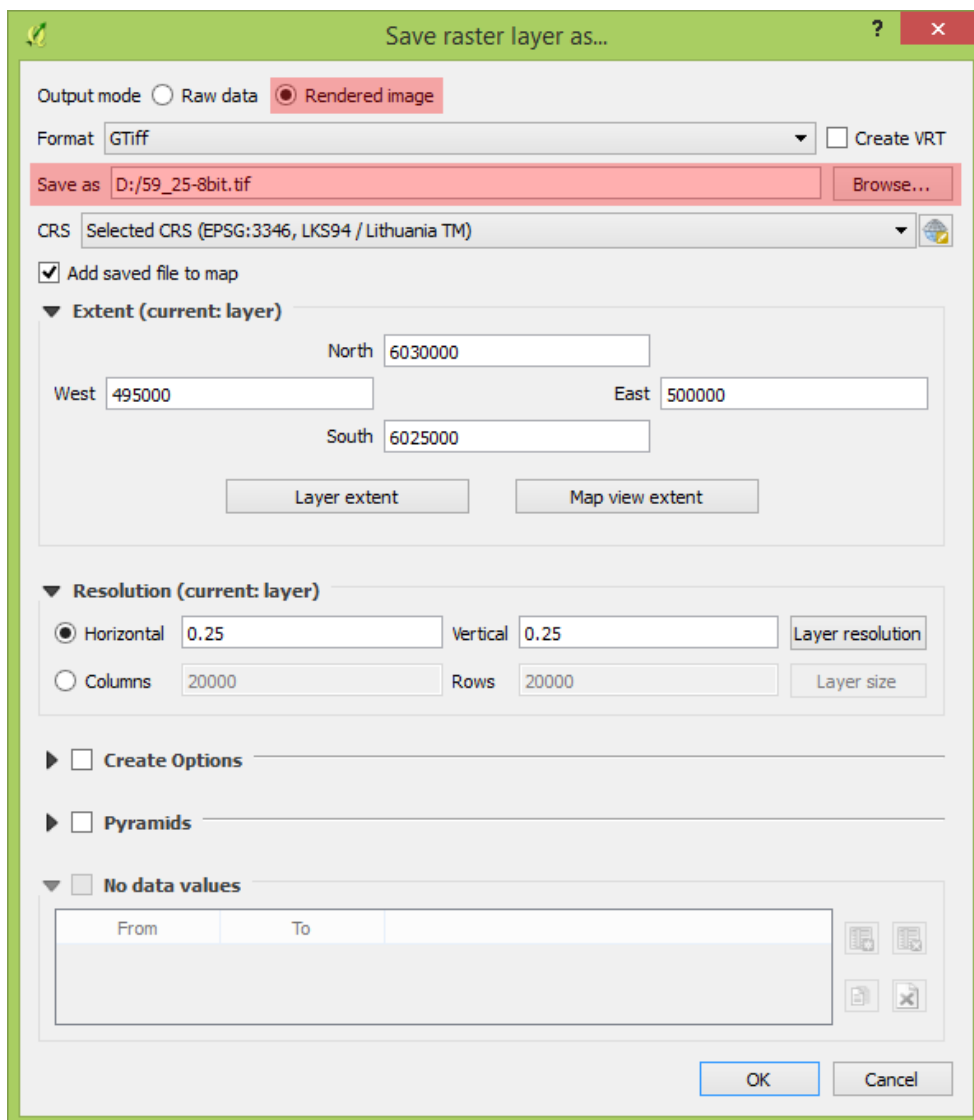 Save raster layer as...
?
Output mode Raw data Rendered image
Format GTiff Create VRT
Save as D:/59_25-8bit.tif Browse...
CRS Selected CRS (EPSG:3346, LKS94 / Lithuania TM)
Add saved file to map
Extent (current: layer)
North 6030000
West 495000 East 500000
South 6025000
Layer extent Map view extent
Resolution (current: layer)
Horizontal 0.25 Vertical 0.25 Layer resolution
Columns 20000 Rows 20000 Layer size
Create Options
Pyramids
No data values
From To
OK Cancel